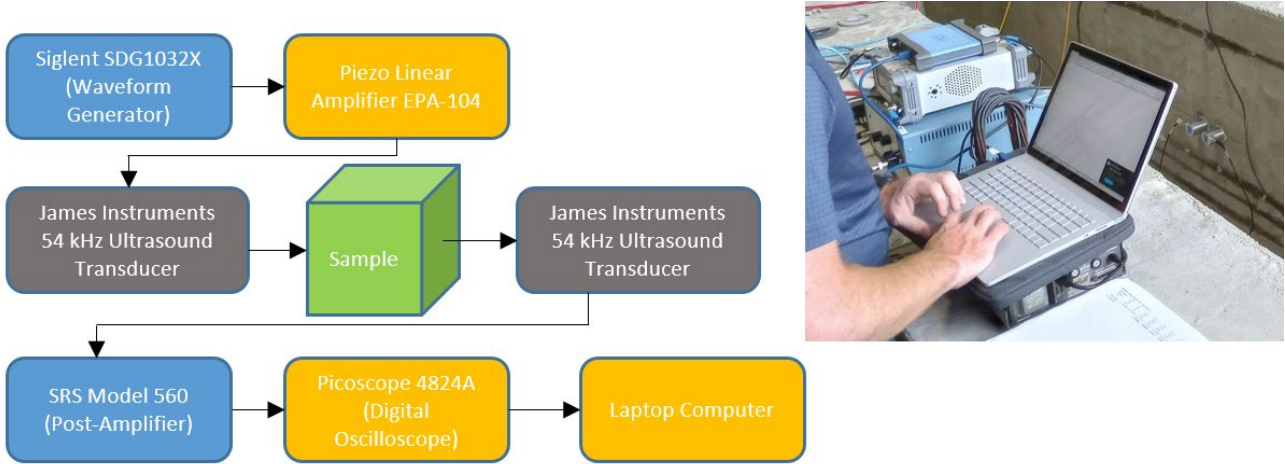 Siglent SDG1032X
(Waveform
Generator)
Piezo Linear
Amplifier EPA-104
James Instruments
54 kHz Ultrasound
Transducer
Sample
James Instruments
54 kHz Ultrasound
Transducer
SRS Model 560
(Post-Amplifier)
Picoscope 4824A
(Digital
Oscilloscope)
Laptop Computer